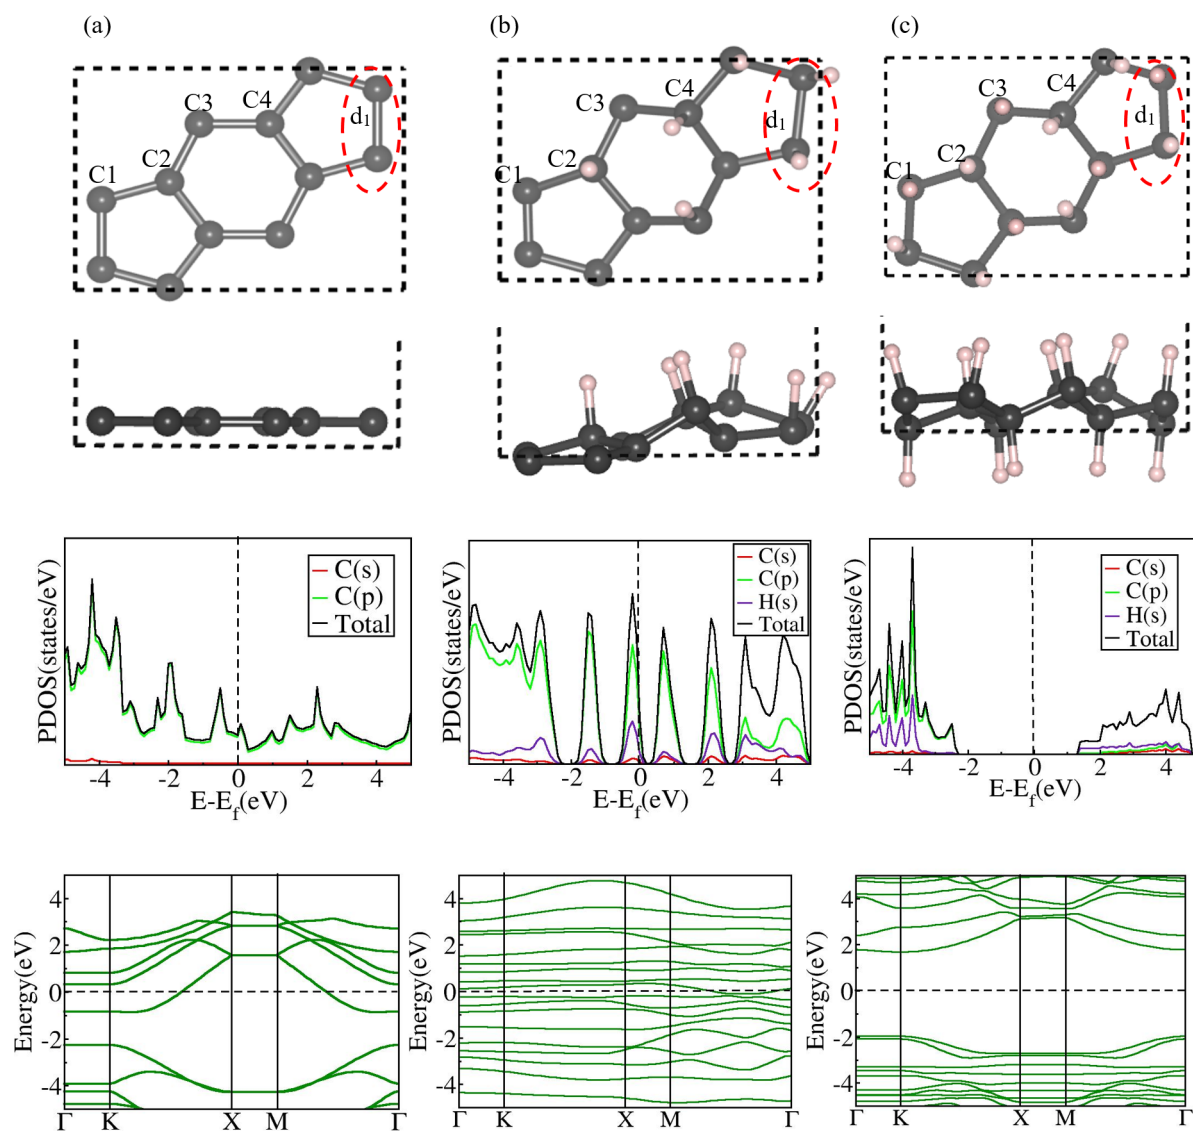 (a)
(b)
(c)
C3
C4
d1
C2
C1
C4
C3
d1
C2
C1
C4
C3
d1
C2
C1
PDOS(states/eV)
C(s)
C(p)
Total
-4
-2
0
2
4
E-Ef(eV)
PDOS(states/eV)
C(s)
C(p)
H(s)
Total
-4
-2
0
2
4
E-Ef(eV)
PDOS(states/eV)
C(s)
C(p)
H(s)
Total
-4
-2
0
2
4
E-Ef(eV)
Energy(eV)
4
2
0
-2
-4
Γ
K
X
M
Γ
Energy(eV)
4
2
0
-2
-4
Γ
K
X
M
Γ
Energy(eV)
4
2
0
-2
-4
Γ
K
X
M
Γ